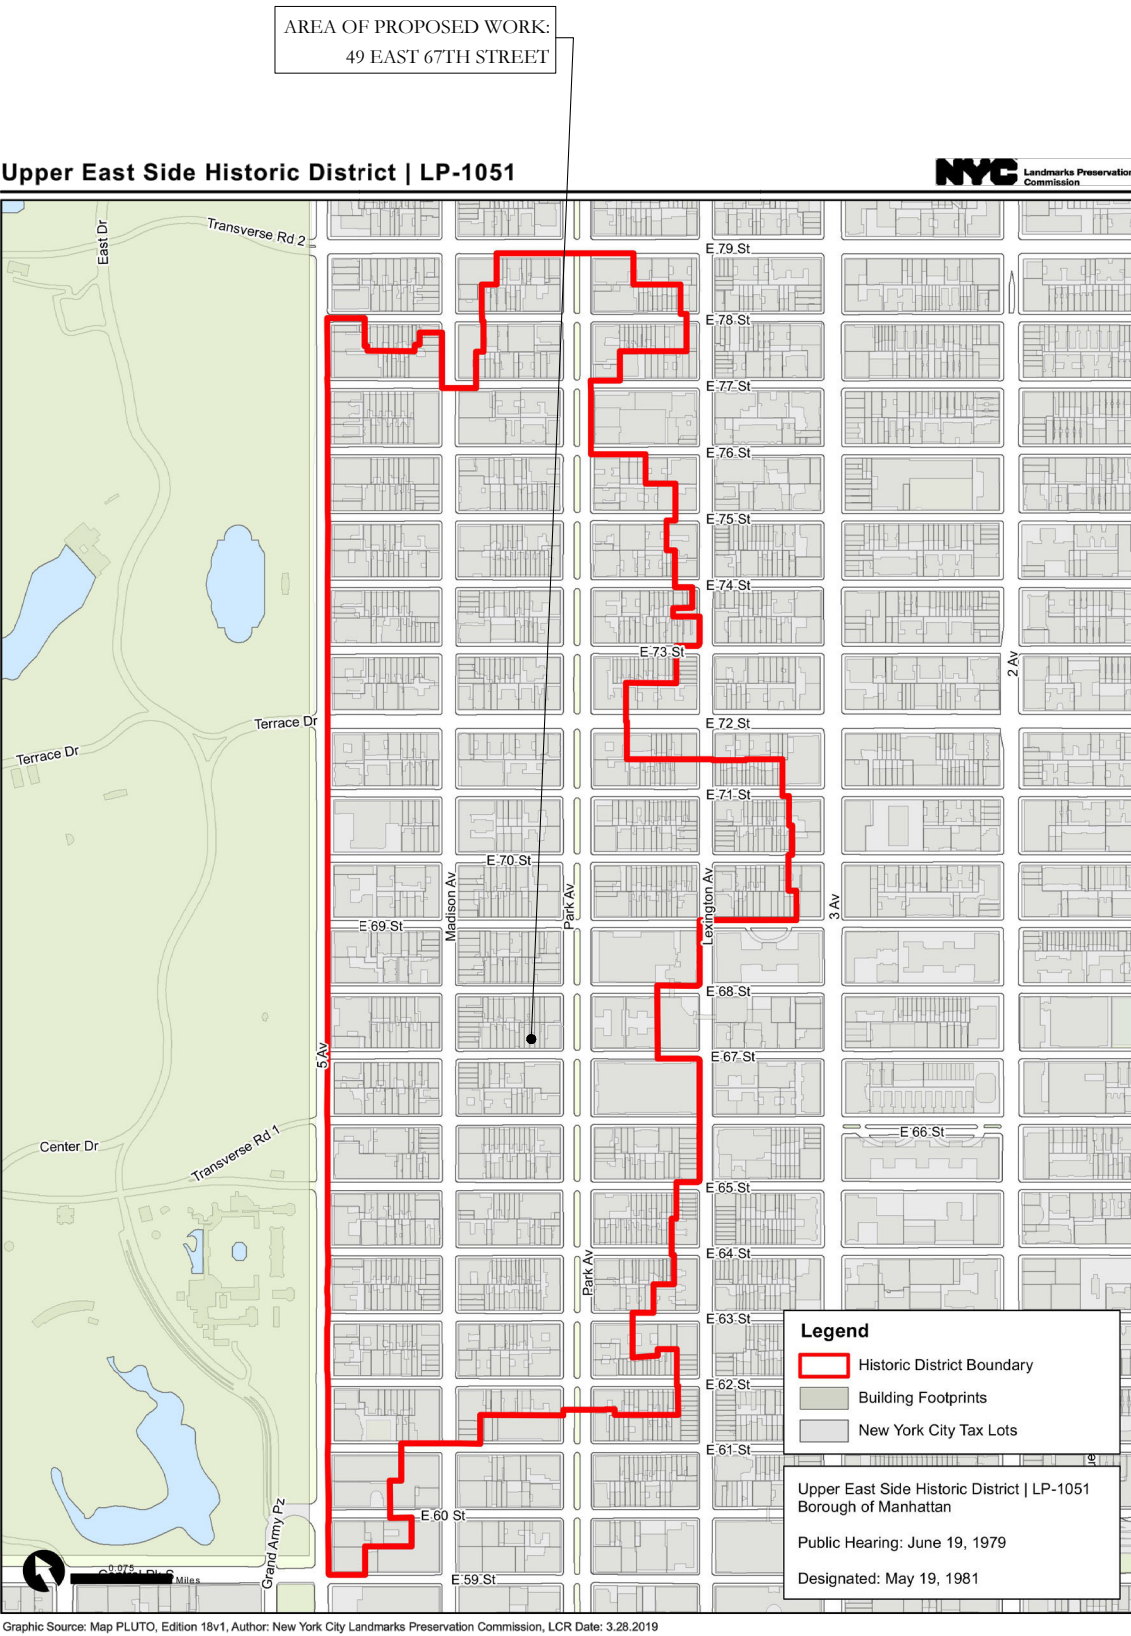 AREA OF PROPOSED WORK:
49 EAST 67TH STREET
Upper East Side Historic District | LP-1051
NYC
Landmarks Preservation
Commission
East Dr
Transverse Rd 2
E 79 St
E 78 St
E 77 St
E 76 St
E 75 St
E 74 St
E 73 St
2 Av
Terrace Dr
E 72 St
Terrace Dr
E 71 St
E 70 St
Madison Av
Park Av
Lexington Av
3 Av
E 69 St
E 68 St
5 Av
E 67 St
E 66 St
Center Dr
Transverse Rd 1
E 65 St
E 64 St
Park Av
E 63 St
E 62 St
E 61 St
E 60 St
Grand Army Pz
E 59 St
0.075
Miles
Legend
Historic District Boundary
Building Footprints
New York City Tax Lots
Upper East Side Historic District | LP-1051
Borough of Manhattan
Public Hearing: June 19, 1979
Designated: May 19, 1981
Graphic Source: Map PLUTO, Edition 18v1, Author: New York City Landmarks Preservation Commission, LCR Date: 3.28.2019